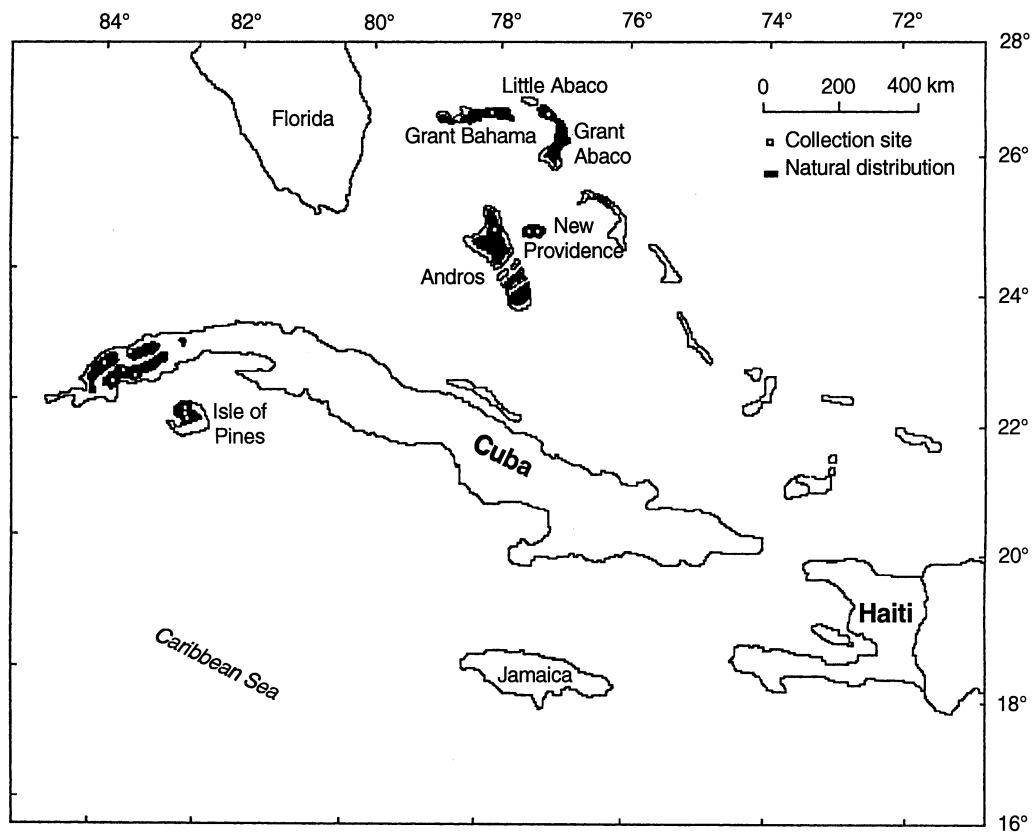 84° 82° 80° 78° 76° 74° 72°
28°
Little Abaco
0 200 400 km
Florida
Grant Bahama
Grant
Abaco
Collection site
Natural distribution
26°
New
Providence
Andros
24°
Isle of
Pines
22°
Cuba
20°
Haiti
Caribbean Sea
Jamaica
18°
16°